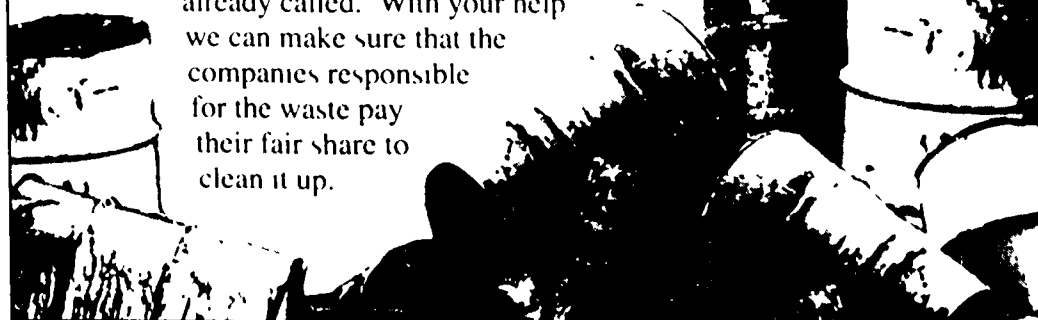 already called. With your help
we can make sure that the
companies responsible
for the waste pay
their fair share to
clean it up.